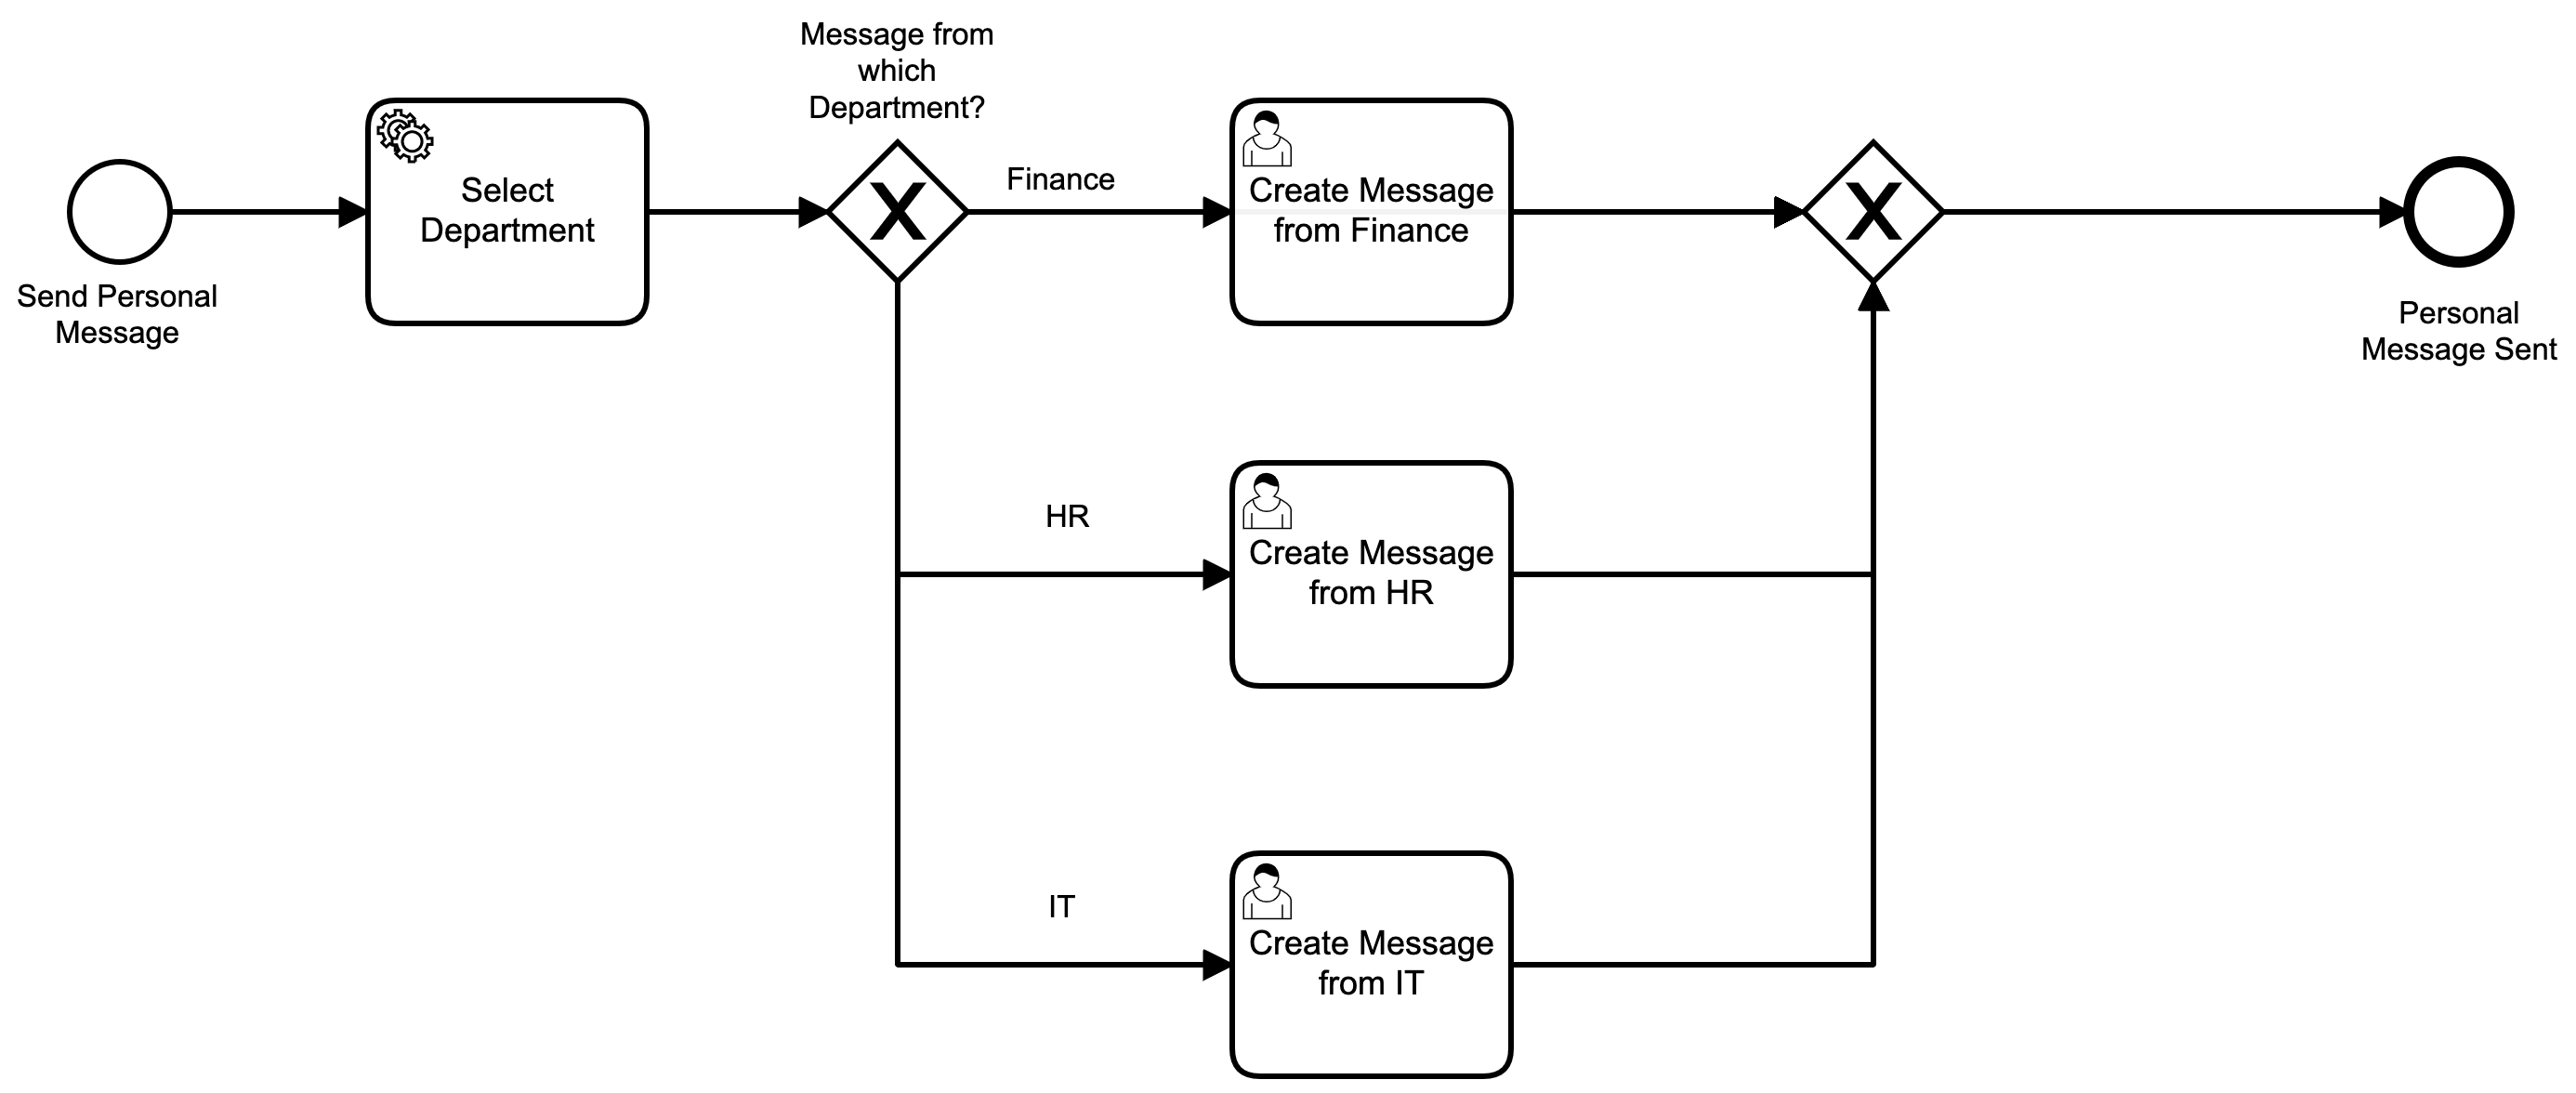 Message from
which
Department?
Send Personal
Message
Select
Department
Finance
Create Message
from Finance
Personal
Message Sent
HR
Create Message
from HR
IT
Create Message
from IT